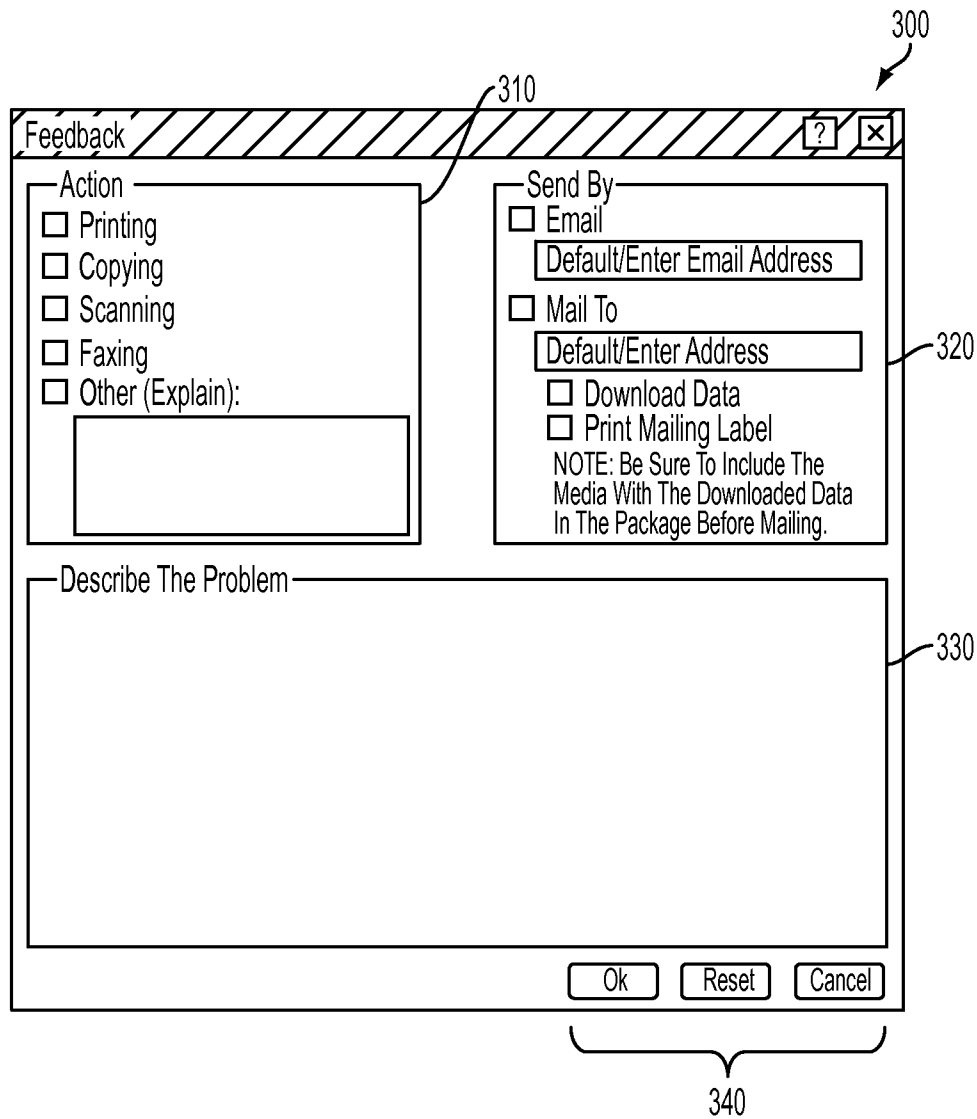 300
310
Feedback ? X
Action
Printing
Copying
Scanning
Faxing
Other (Explain):
Send By
Email
Default/Enter Email Address
Mail To
Default/Enter Address
320
Download Data
Print Mailing Label
NOTE: Be Sure To Include The
Media With The Downloaded Data
In The Package Before Mailing.
Describe The Problem
330
Ok Reset Cancel
340